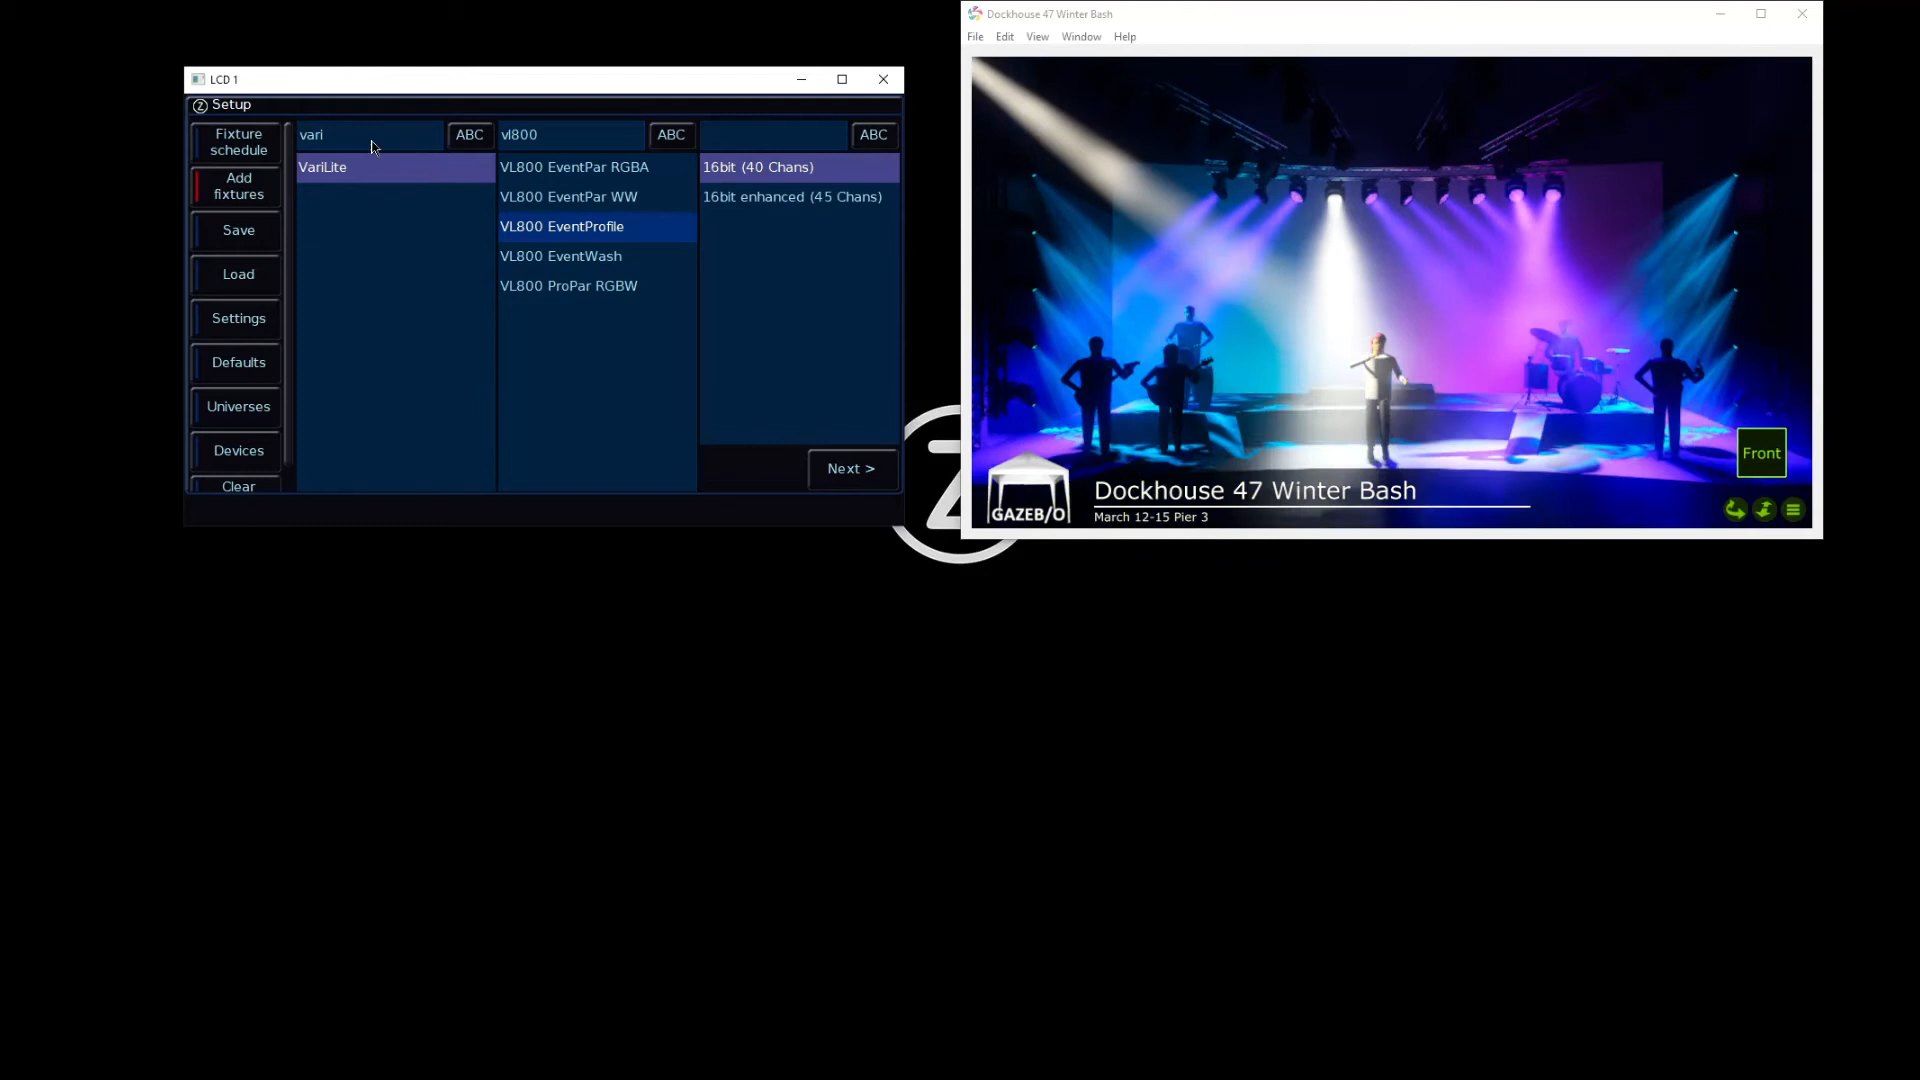 LCD 1
Setup
Fixture schedule
Add fixtures
Save
Load
Settings
Defaults
Universes
Devices
Clear
vari
ABC
VariLite
vl800
ABC
VL800 EventPar RGBA
VL800 EventPar WW
VL800 EventProfile
VL800 EventWash
VL800 ProPar RGBW
ABC
16bit (40 Chans)
16bit enhanced (45 Chans)
Next >
Z
Dockhouse 47 Winter Bash
File Edit View Window Help
Front
GAZEB/O
Dockhouse 47 Winter Bash
March 12-15 Pier 3